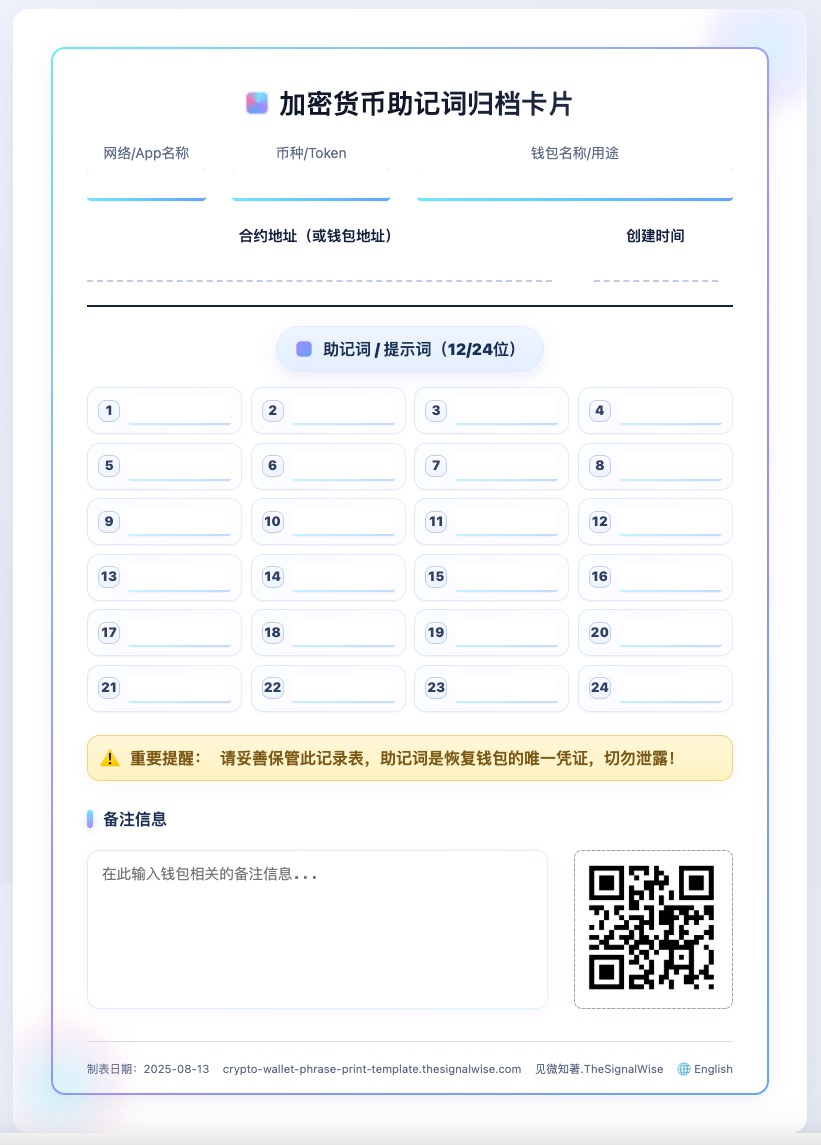 加密货币助记词归档卡片
网络/App名称 币种/Token 钱包名称/用途
合约地址（或钱包地址） 创建时间
助记词 / 提示词（12/24位）
1 2 3 4
5 6 7 8
9 10 11 12
13 14 15 16
17 18 19 20
21 22 23 24
⚠️ 重要提醒： 请妥善保管此记录表，助记词是恢复钱包的唯一凭证，切勿泄露！
备注信息
在此输入钱包相关的备注信息...
制表日期：2025-08-13 crypto-wallet-phrase-print-template.thesignalwise.com 见微知著.TheSignalWise 🌐 English